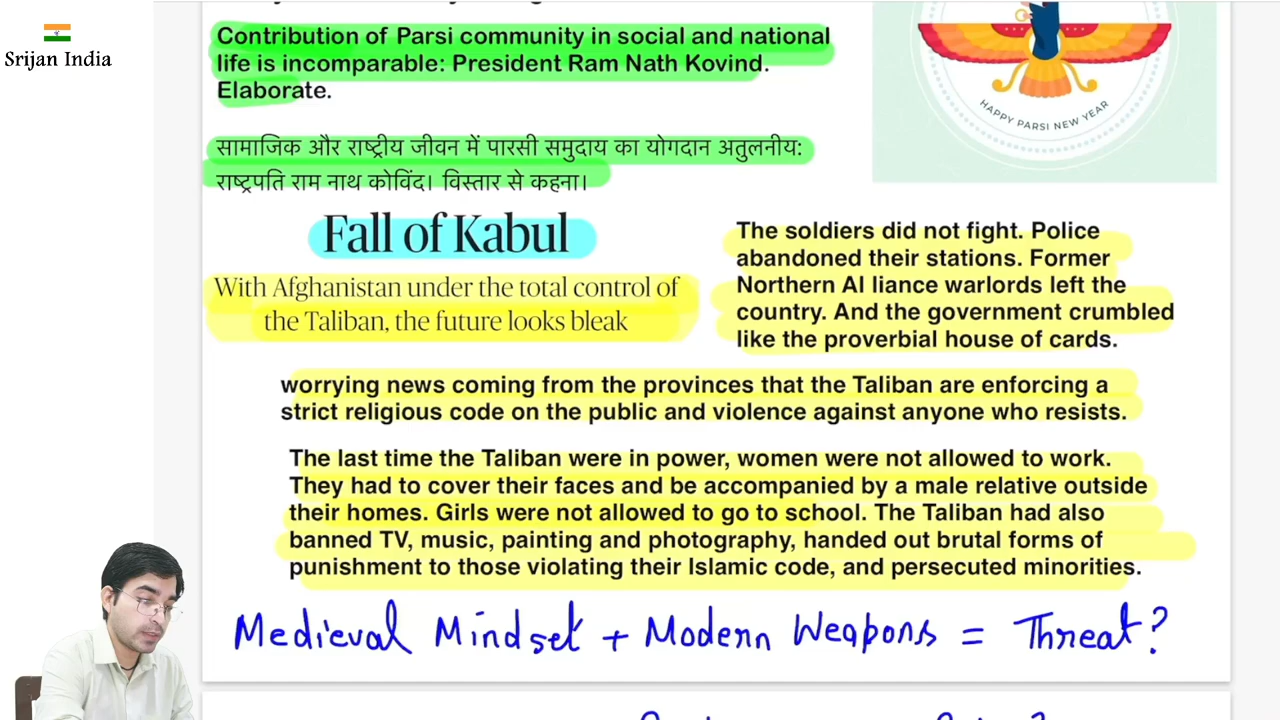 Srijan India
Contribution of Parsi community in social and national
life is incomparable: President Ram Nath Kovind.
Elaborate.
HAPPY PARSI NEW YEAR
सामाजिक और राष्ट्रीय जीवन में पारसी समुदाय का योगदान अतुलनीय:
राष्ट्रपति राम नाथ कोविंद। विस्तार से कहना।
Fall of Kabul
With Afghanistan under the total control of
the Taliban, the future looks bleak
The soldiers did not fight. Police
abandoned their stations. Former
Northern Al liance warlords left the
country. And the government crumbled
like the proverbial house of cards.
worrying news coming from the provinces that the Taliban are enforcing a
strict religious code on the public and violence against anyone who resists.
The last time the Taliban were in power, women were not allowed to work.
They had to cover their faces and be accompanied by a male relative outside
their homes. Girls were not allowed to go to school. The Taliban had also
banned TV, music, painting and photography, handed out brutal forms of
punishment to those violating their Islamic code, and persecuted minorities.
Medieval Mindset + Modern Weapons = Threat?